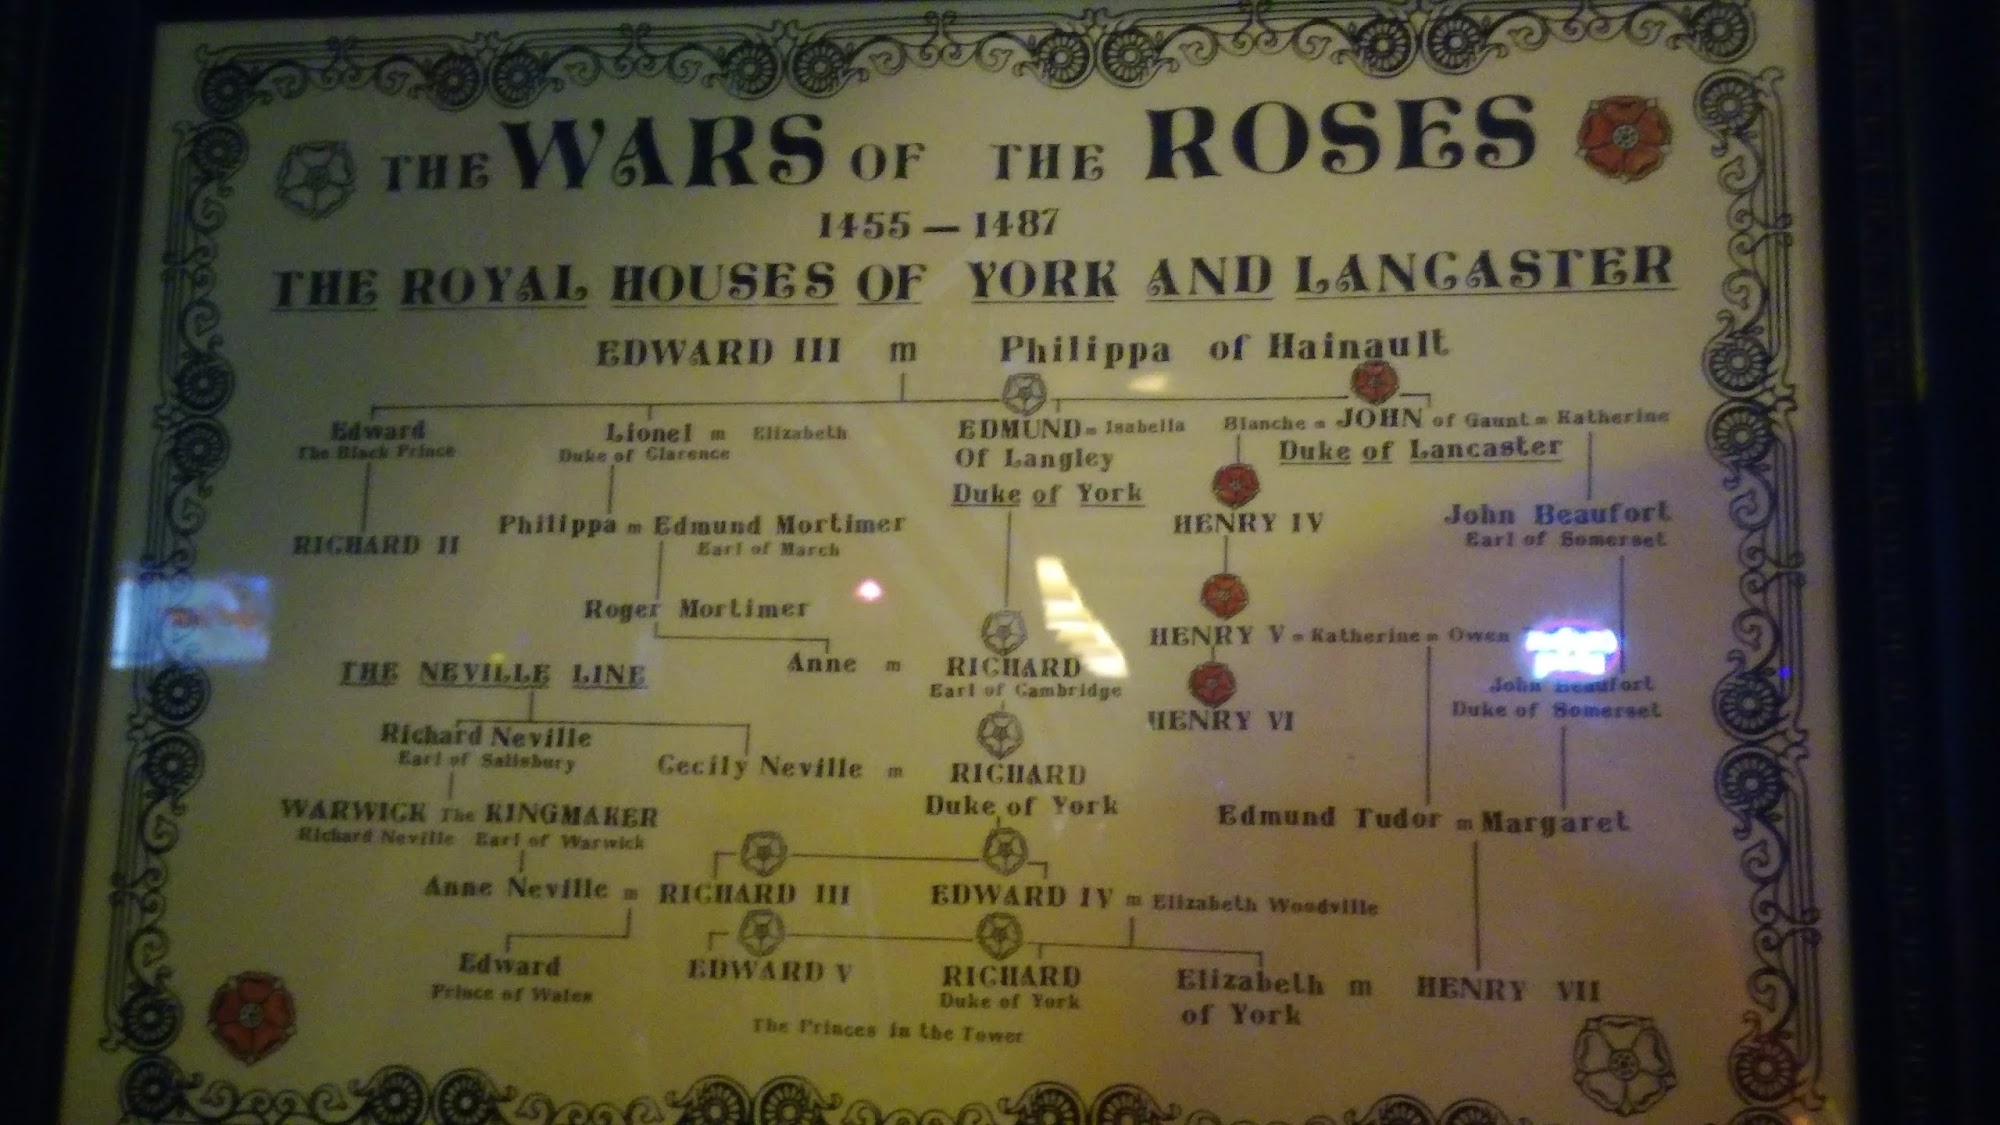 THE WARS OF THE ROSES
1455 — 1487
THE ROYAL HOUSES OF YORK AND LANCASTER
EDWARD III m Philippa of Hainault
Edward
The Black Prince
Lionel m Elizabeth
Duke of Clarence
EDMUND = Isabella
Of Langley
Duke of York
Blanche = JOHN of Gaunt = Katherine
Duke of Lancaster
RICHARD II
Philippa m Edmund Mortimer
Earl of March
HENRY IV
John Beaufort
Earl of Somerset
Roger Mortimer
Anne m RICHARD
Earl of Cambridge
HENRY V = Katherine = Owen
John Beaufort
Duke of Somerset
HENRY VI
THE NEVILLE LINE
Richard Neville
Earl of Salisbury
Cecily Neville m RICHARD
Duke of York
WARWICK The KINGMAKER
Richard Neville Earl of Warwick
Edmund Tudor m Margaret
Anne Neville m RICHARD III
EDWARD IV m Elizabeth Woodville
Edward
Prince of Wales
EDWARD V
RICHARD
Duke of York
The Princes in the Tower
Elizabeth m HENRY VII
of York